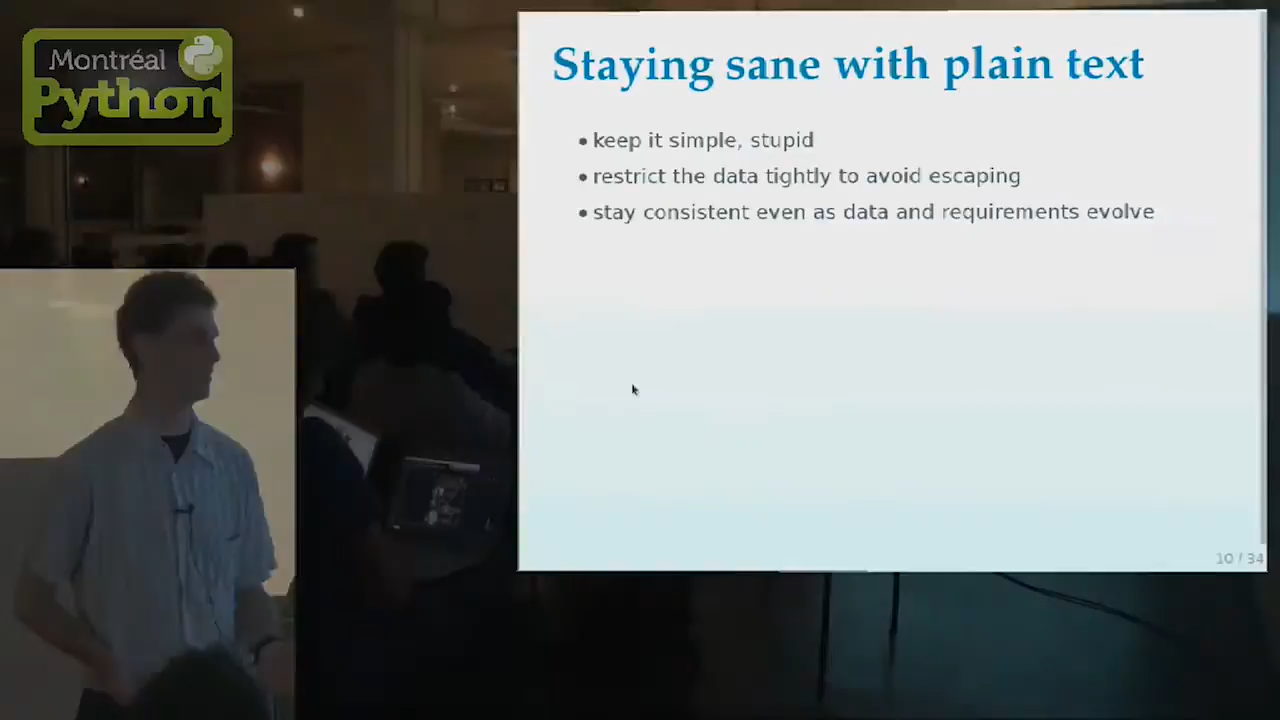 Montréal
Python
Staying sane with plain text
• keep it simple, stupid
• restrict the data tightly to avoid escaping
• stay consistent even as data and requirements evolve
10 / 34